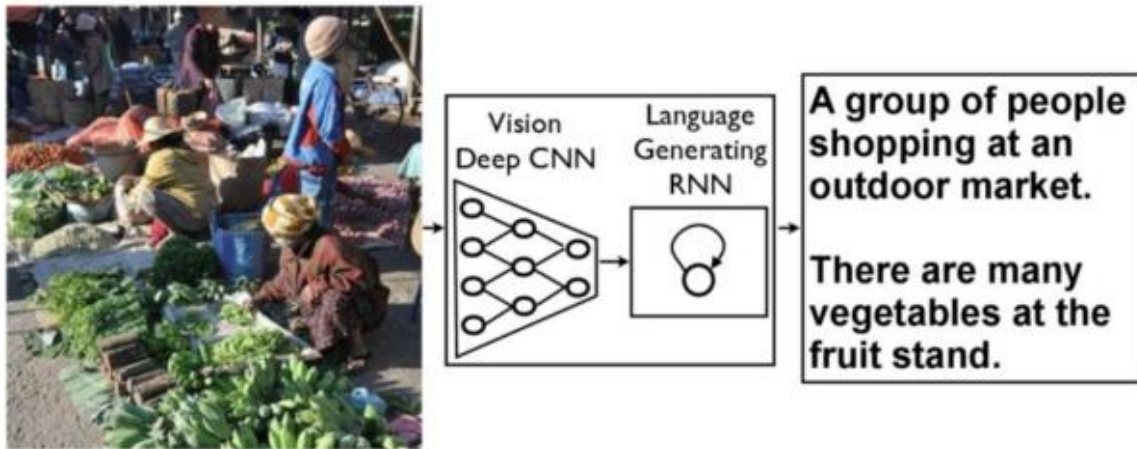 Vision
Deep CNN
Language
Generating
RNN
A group of people
shopping at an
outdoor market.
There are many
vegetables at the
fruit stand.